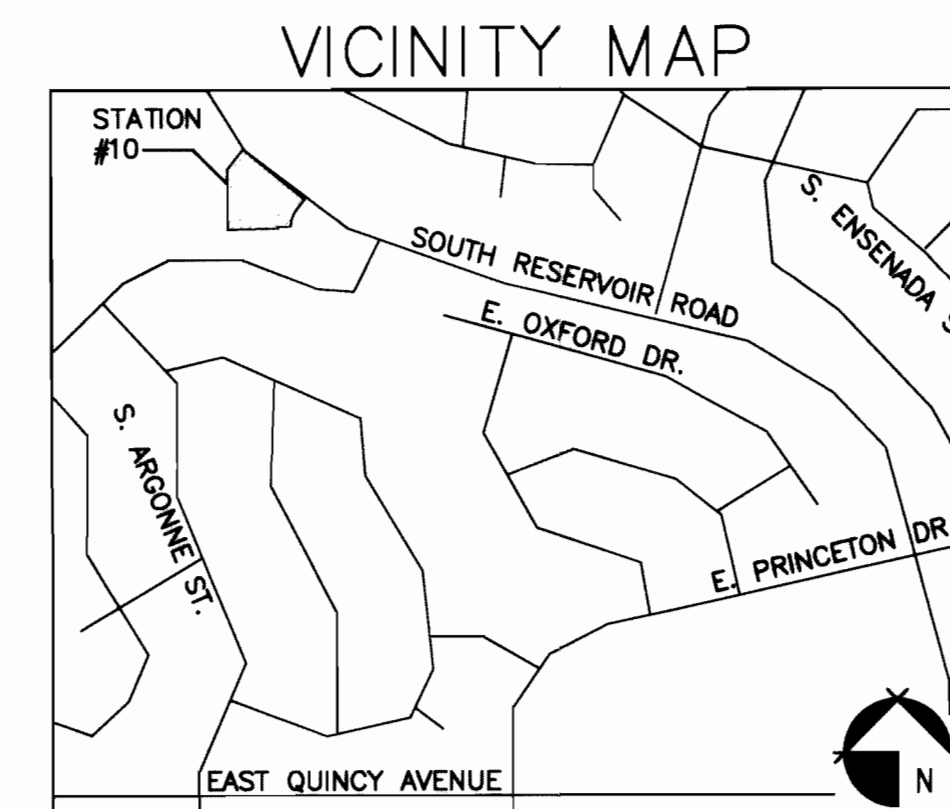 VICINITY MAP
STATION
#10
SOUTH RESERVOIR ROAD
S. ENSENADA S
E. OXFORD DR.
S. ARGONNE ST.
E. PRINCETON DR
EAST QUINCY AVENUE
N